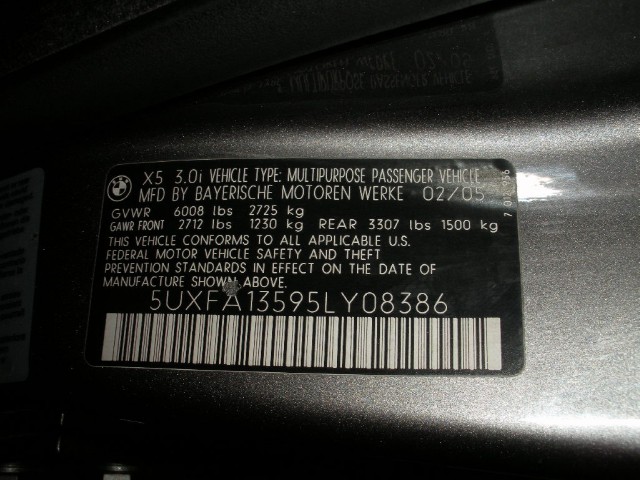 X5 3.0i VEHICLE TYPE: MULTIPURPOSE PASSENGER VEHICLE
MFD BY BAYERISCHE MOTOREN WERKE 02/05
GVWR 6008 lbs 2725 kg
GAWR FRONT 2712 lbs 1230 kg REAR 3307 lbs 1500 kg
THIS VEHICLE CONFORMS TO ALL APPLICABLE U.S.
FEDERAL MOTOR VEHICLE SAFETY AND THEFT
PREVENTION STANDARDS IN EFFECT ON THE DATE OF
MANUFACTURE SHOWN ABOVE.
5UXFA13595LY08386